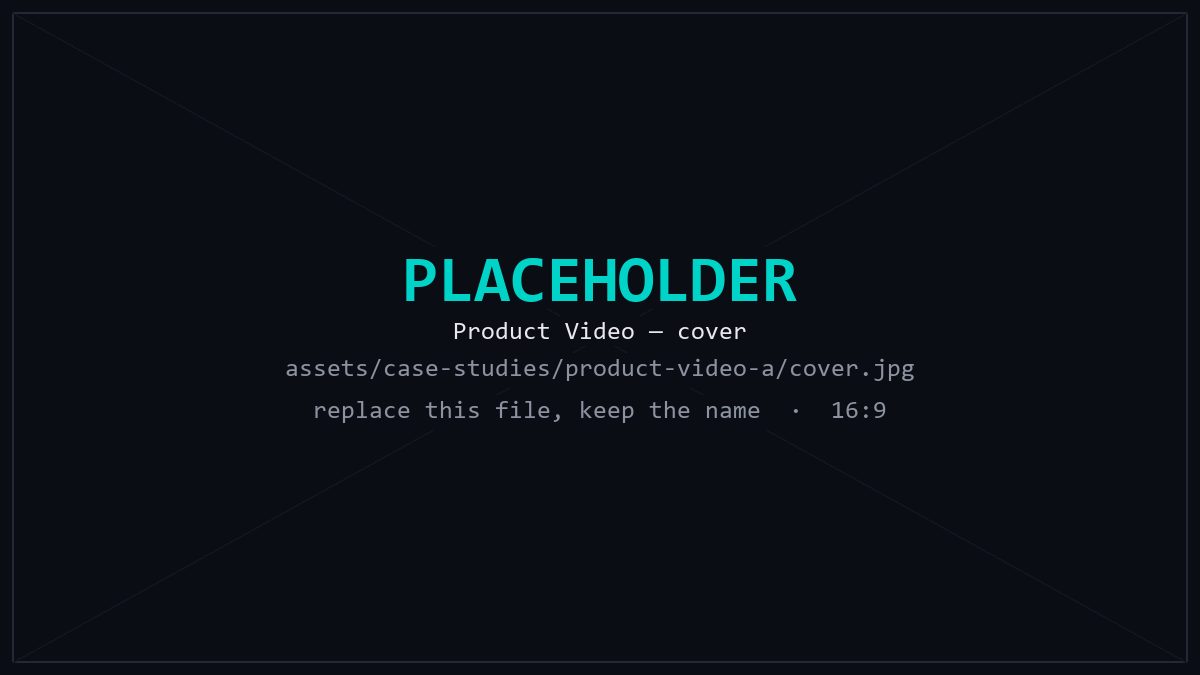 PLACEHOLDER
Product Video — cover
assets/case-studies/product-video-a/cover.jpg
replace this file, keep the name · 16:9